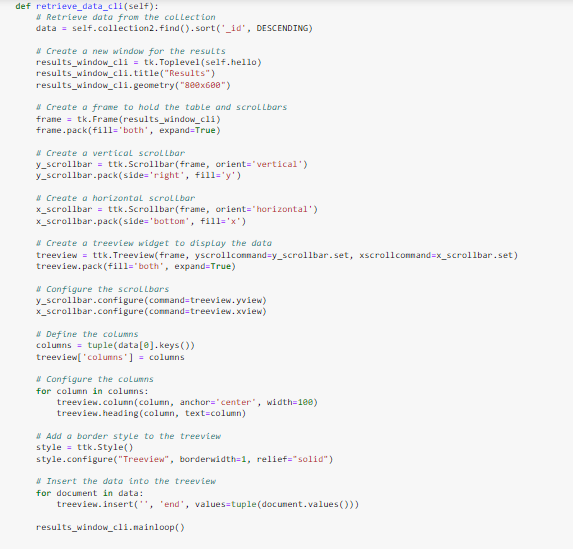 def retrieve_data_cli(self):
    # Retrieve data from the collection
    data = self.collection2.find().sort('_id', DESCENDING)

    # Create a new window for the results
    results_window_cli = tk.Toplevel(self.hello)
    results_window_cli.title("Results")
    results_window_cli.geometry("800x600")

    # Create a frame to hold the table and scrollbars
    frame = tk.Frame(results_window_cli)
    frame.pack(fill='both', expand=True)

    # Create a vertical scrollbar
    y_scrollbar = ttk.Scrollbar(frame, orient='vertical')
    y_scrollbar.pack(side='right', fill='y')

    # Create a horizontal scrollbar
    x_scrollbar = ttk.Scrollbar(frame, orient='horizontal')
    x_scrollbar.pack(side='bottom', fill='x')

    # Create a treeview widget to display the data
    treeview = ttk.Treeview(frame, yscrollcommand=y_scrollbar.set, xscrollcommand=x_scrollbar.set)
    treeview.pack(fill='both', expand=True)

    # Configure the scrollbars
    y_scrollbar.configure(command=treeview.yview)
    x_scrollbar.configure(command=treeview.xview)

    # Define the columns
    columns = tuple(data[0].keys())
    treeview['columns'] = columns

    # Configure the columns
    for column in columns:
        treeview.column(column, anchor='center', width=100)
        treeview.heading(column, text=column)

    # Add a border style to the treeview
    style = ttk.Style()
    style.configure("Treeview", borderwidth=1, relief="solid")

    # Insert the data into the treeview
    for document in data:
        treeview.insert('', 'end', values=tuple(document.values()))

    results_window_cli.mainloop()